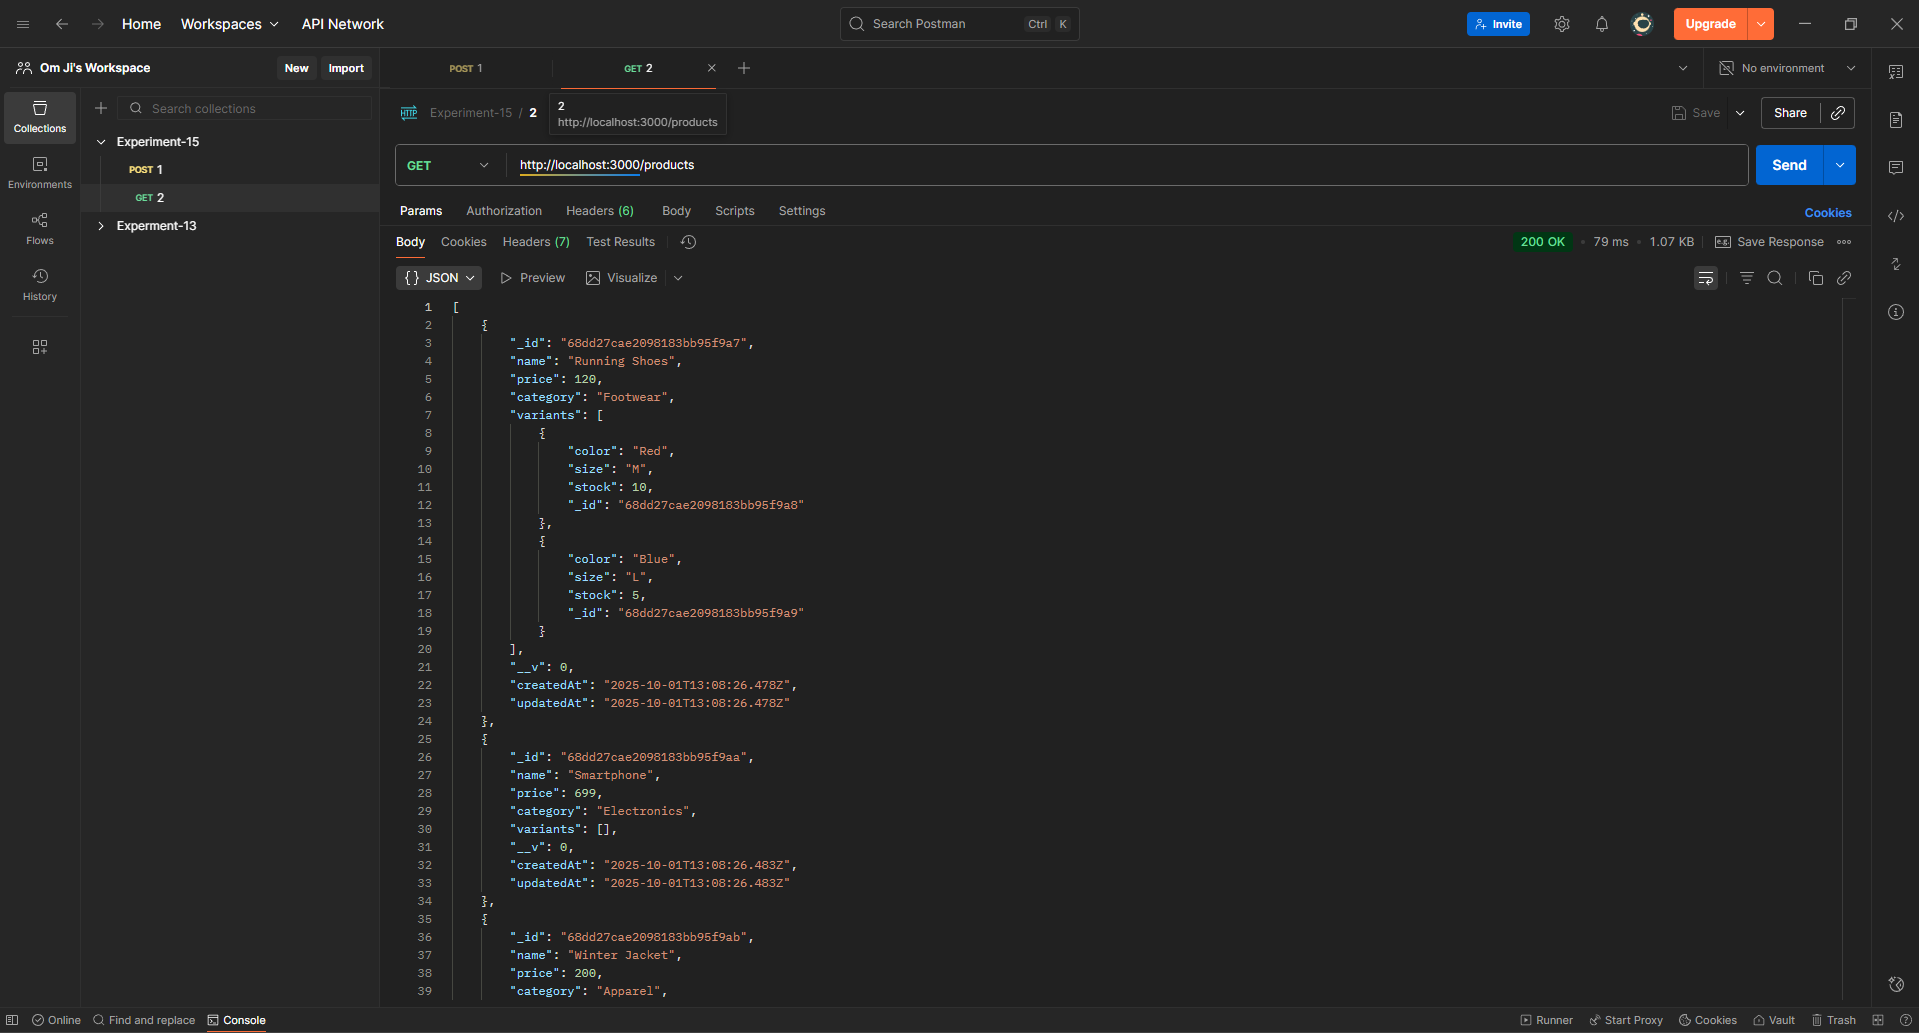 Home Workspaces API Network
Search Postman Ctrl K
Invite
Upgrade
Om Ji's Workspace New Import
POST 1
GET 2
No environment
Collections
Environments
Flows
History
Search collections
Experiment-15
POST 1
GET 2
Experment-13
HTTP Experiment-15 / 2
2
http://localhost:3000/products
Save Share
GET http://localhost:3000/products Send
Params Authorization Headers (6) Body Scripts Settings Cookies
Body Cookies Headers (7) Test Results
200 OK • 79 ms • 1.07 KB e.g. Save Response
{} JSON Preview Visualize
1 [
2 {
3 "_id": "68dd27cae2098183bb95f9a7",
4 "name": "Running Shoes",
5 "price": 120,
6 "category": "Footwear",
7 "variants": [
8 {
9 "color": "Red",
10 "size": "M",
11 "stock": 10,
12 "_id": "68dd27cae2098183bb95f9a8"
13 },
14 {
15 "color": "Blue",
16 "size": "L",
17 "stock": 5,
18 "_id": "68dd27cae2098183bb95f9a9"
19 }
20 ],
21 "__v": 0,
22 "createdAt": "2025-10-01T13:08:26.478Z",
23 "updatedAt": "2025-10-01T13:08:26.478Z"
24 },
25 {
26 "_id": "68dd27cae2098183bb95f9aa",
27 "name": "Smartphone",
28 "price": 699,
29 "category": "Electronics",
30 "variants": [],
31 "__v": 0,
32 "createdAt": "2025-10-01T13:08:26.483Z",
33 "updatedAt": "2025-10-01T13:08:26.483Z"
34 },
35 {
36 "_id": "68dd27cae2098183bb95f9ab",
37 "name": "Winter Jacket",
38 "price": 200,
39 "category": "Apparel",
Online Find and replace Console
Runner Start Proxy Cookies Vault Trash